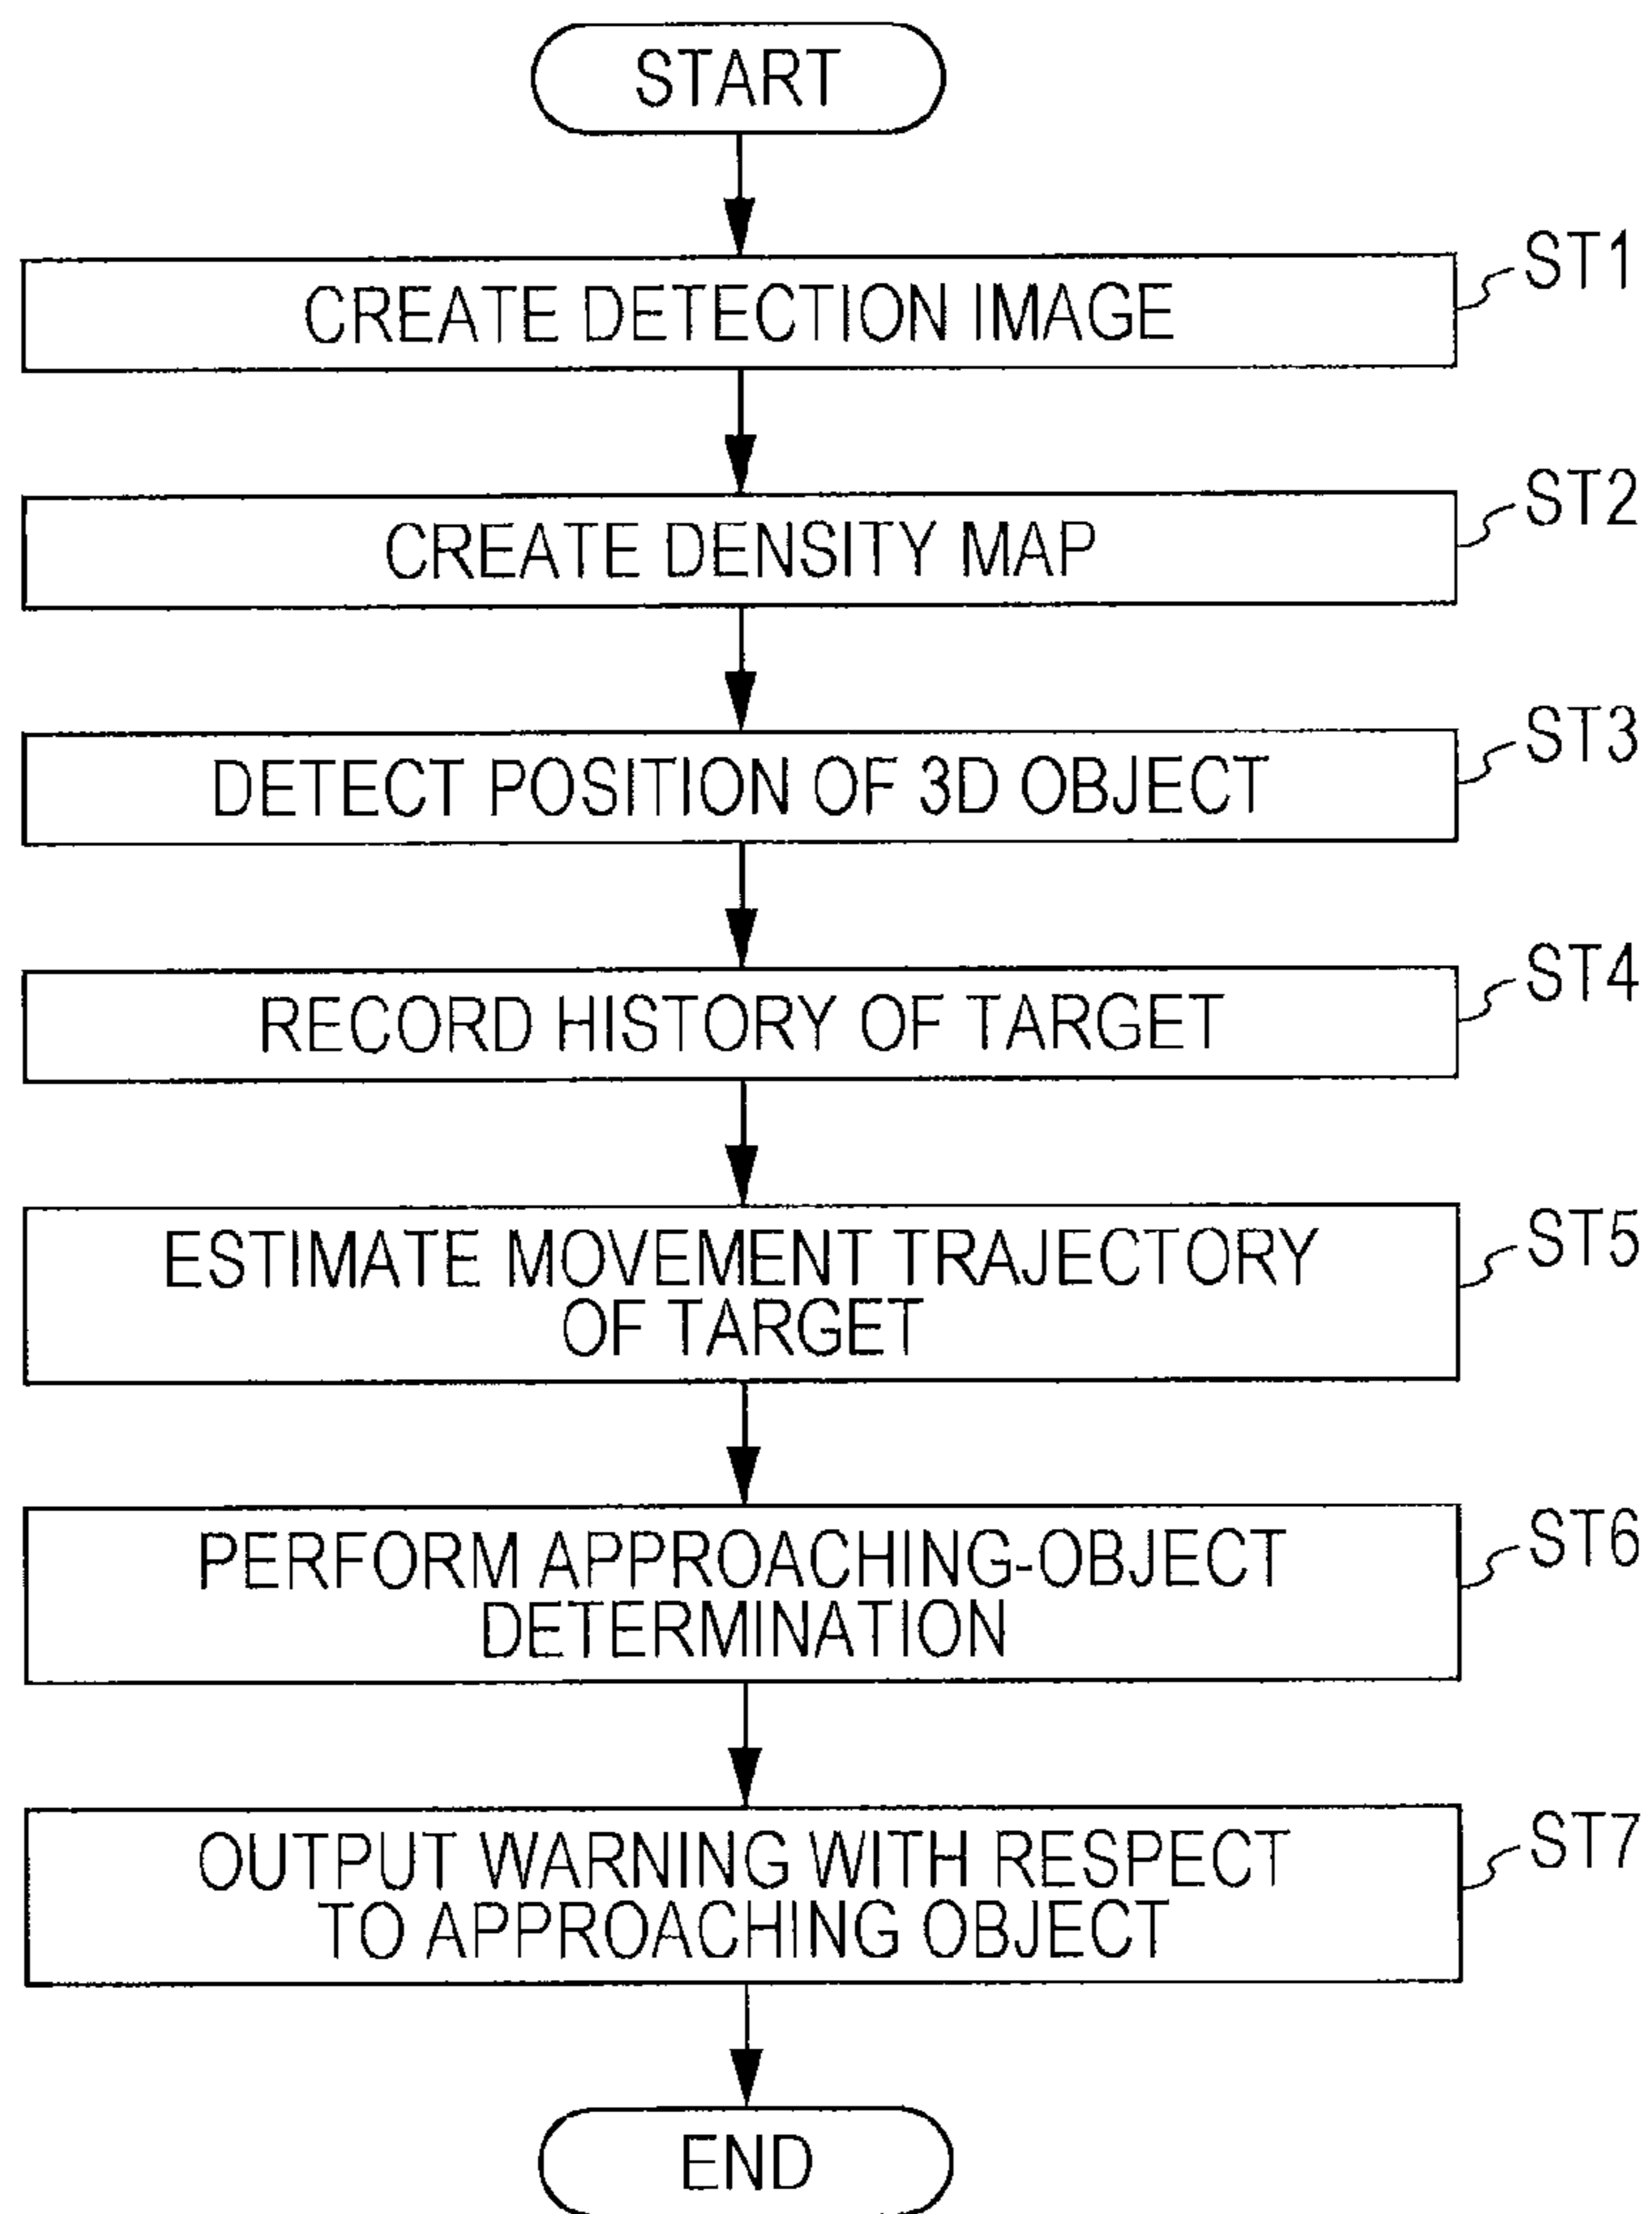 START
CREATE DETECTION IMAGE
ST1
CREATE DENSITY MAP
ST2
DETECT POSITION OF 3D OBJECT
ST3
RECORD HISTORY OF TARGET
ST4
ESTIMATE MOVEMENT TRAJECTORY
OF TARGET
ST5
PERFORM APPROACHING-OBJECT
DETERMINATION
ST6
OUTPUT WARNING WITH RESPECT
TO APPROACHING OBJECT
ST7
END